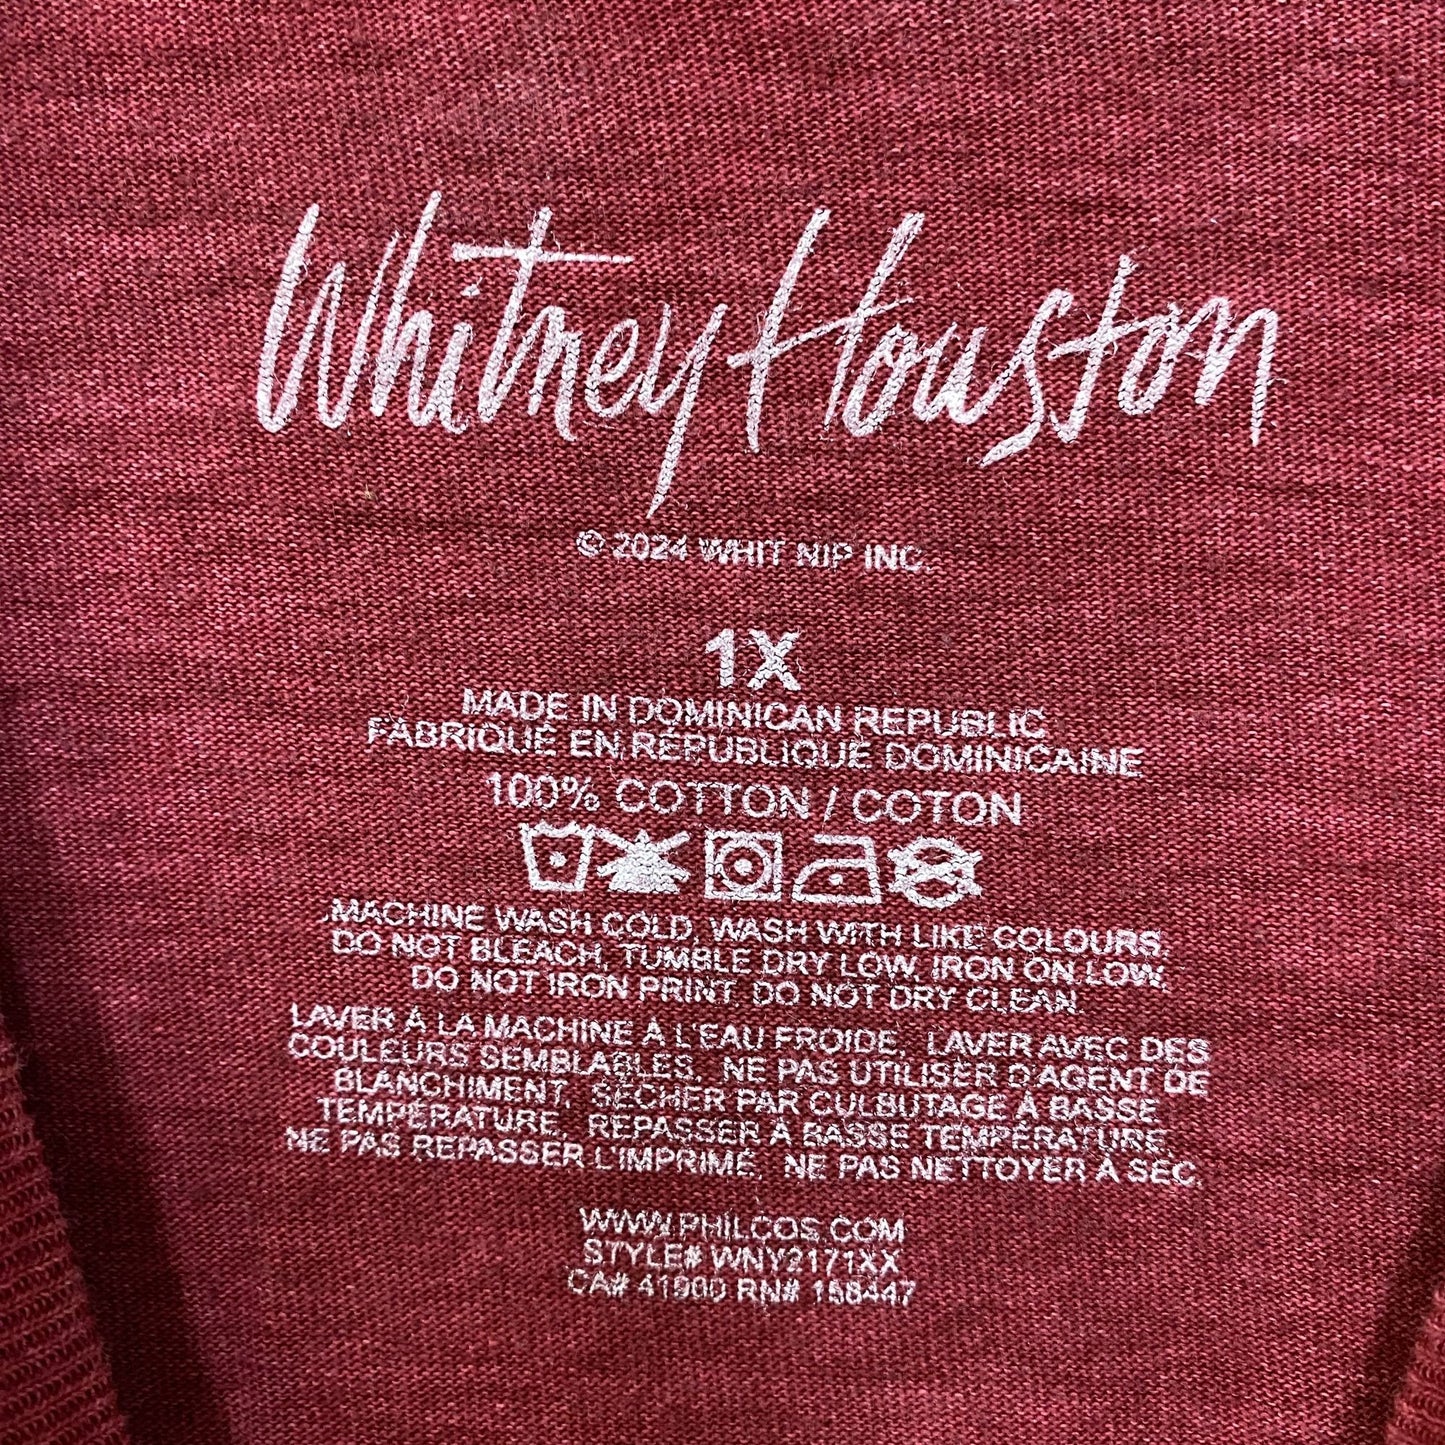 Whitney Houston
© 2024 WHIT NIP INC.
1X
MADE IN DOMINICAN REPUBLIC
FABRIQUÉ EN RÉPUBLIQUE DOMINICAINE
100% COTTON / COTON
MACHINE WASH COLD, WASH WITH LIKE COLOURS,
DO NOT BLEACH, TUMBLE DRY LOW, IRON ON LOW,
DO NOT IRON PRINT, DO NOT DRY CLEAN.
LAVER À LA MACHINE À L'EAU FROIDE, LAVER AVEC DES
COULEURS SEMBLABLES, NE PAS UTILISER D'AGENT DE
BLANCHIMENT, SÉCHER PAR CULBUTAGE À BASSE
TEMPÉRATURE, REPASSER À BASSE TEMPÉRATURE,
NE PAS REPASSER L'IMPRIMÉ, NE PAS NETTOYER À SEC.
WWW.PHILCOS.COM
STYLE# WNY2171XX
CA# 41900 RN# 158447